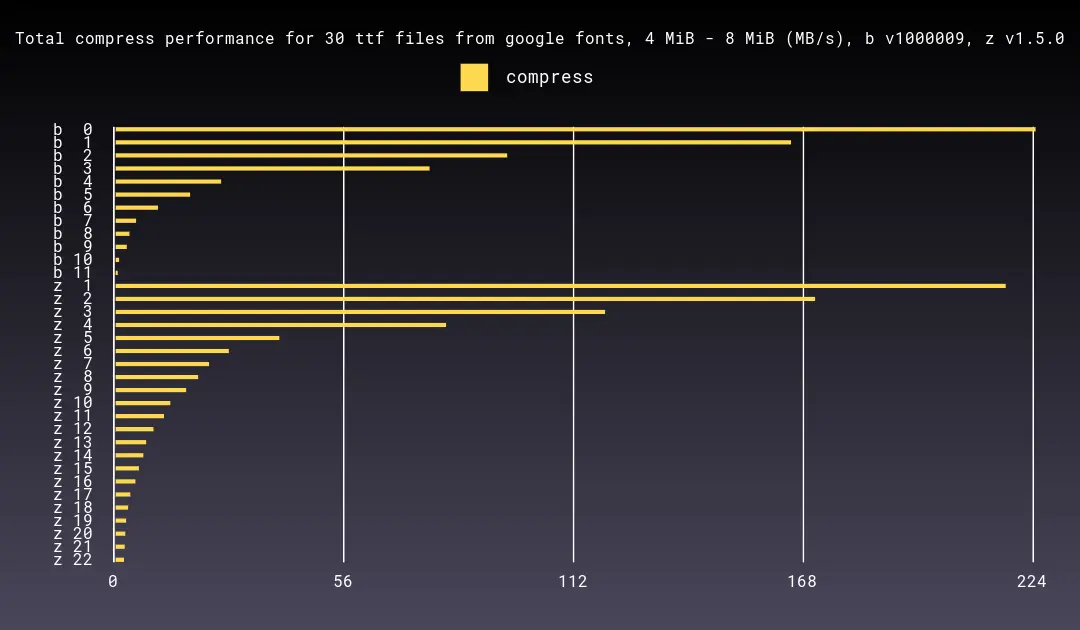 Total compress performance for 30 ttf files from google fonts, 4 MiB - 8 MiB (MB/s), b v1000009, z v1.5.0
compress
b 0
b 1
b 2
b 3
b 4
b 5
b 6
b 7
b 8
b 9
b 10
b 11
z 1
z 2
z 3
z 4
z 5
z 6
z 7
z 8
z 9
z 10
z 11
z 12
z 13
z 14
z 15
z 16
z 17
z 18
z 19
z 20
z 21
z 22
0 56 112 168 224